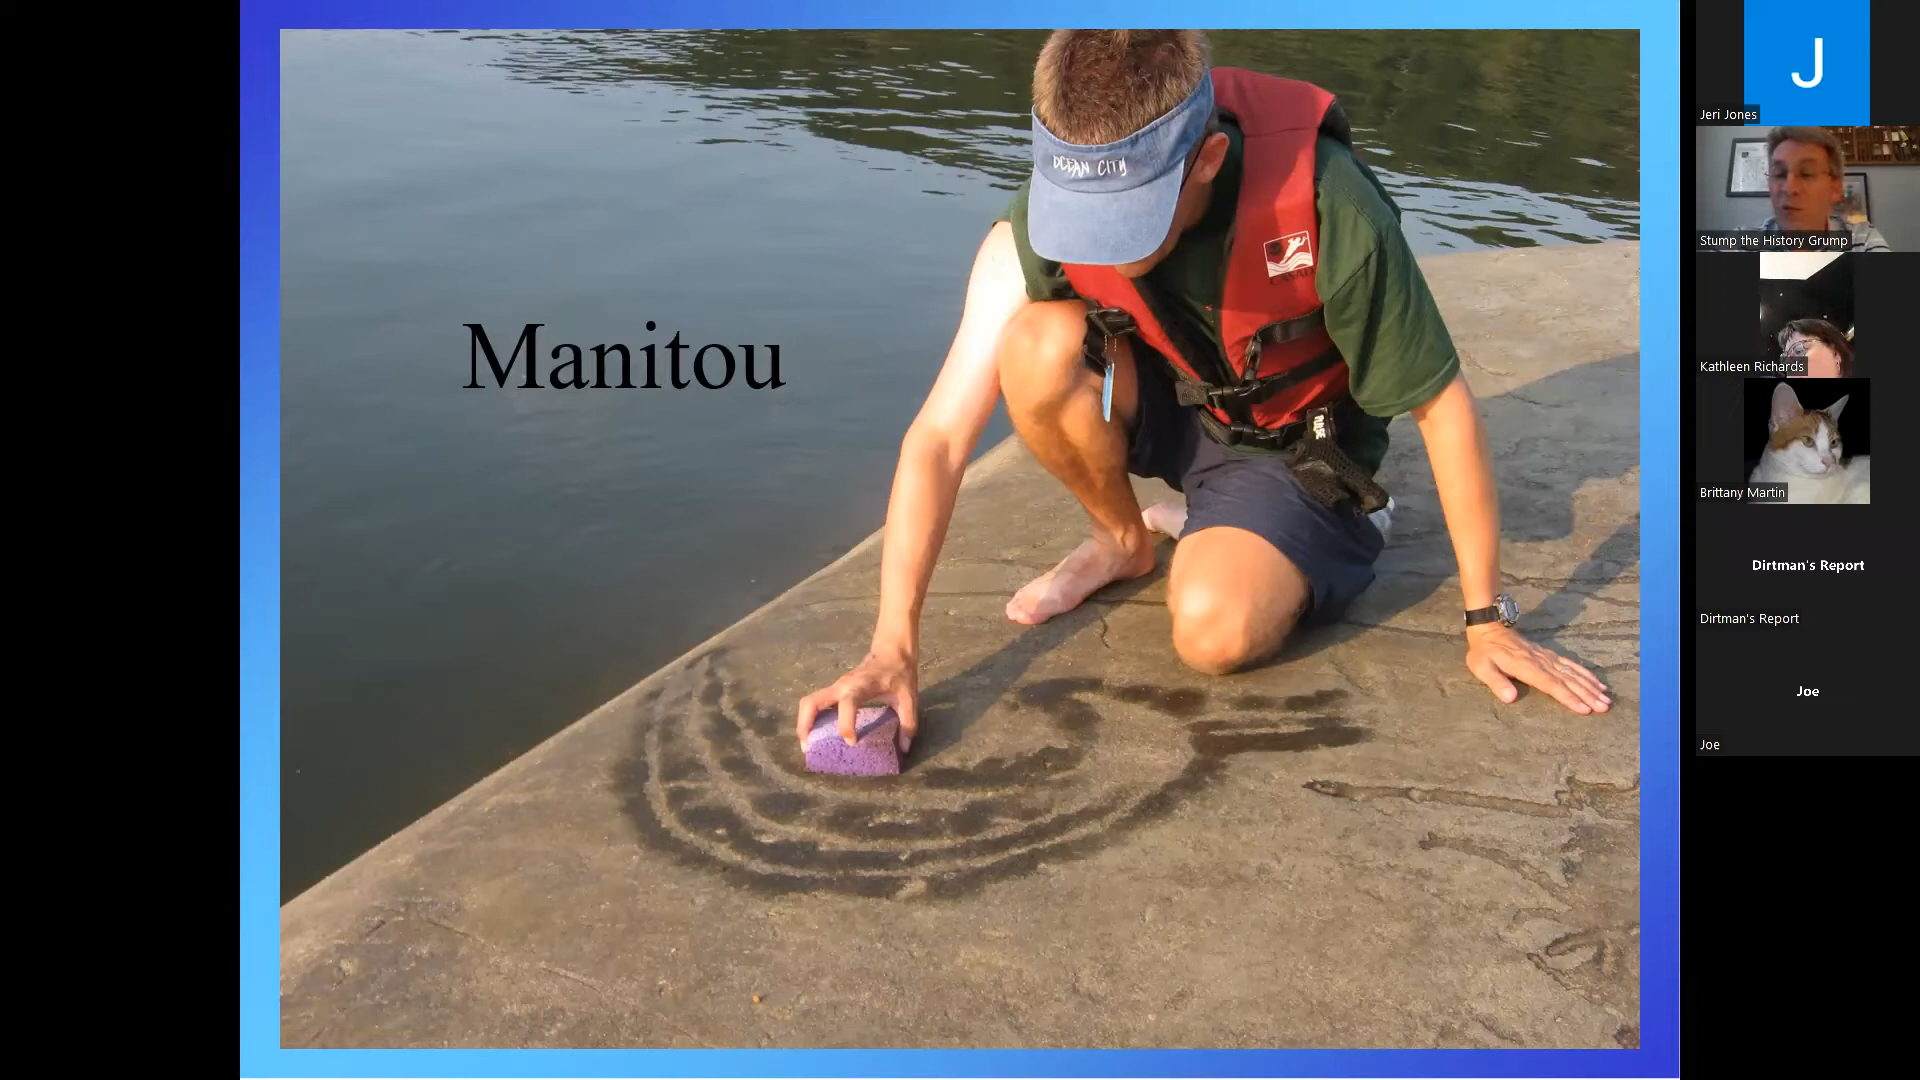 Manitou
OCEAN CITY
PULSE
J
Jeri Jones
Stump the History Grump
Kathleen Richards
Brittany Martin
Dirtman's Report
Dirtman's Report
Joe
Joe